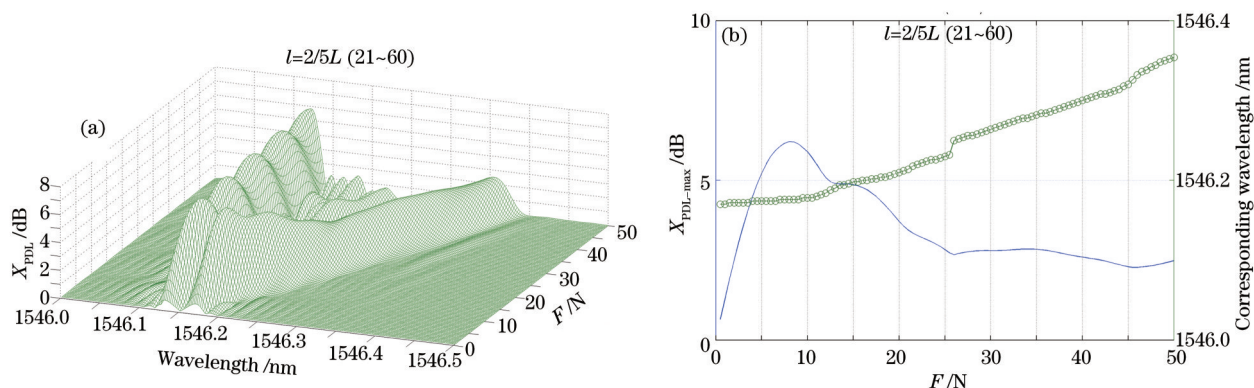 l=2/5L (21~60)
(a)
X_PDL /dB
8
6
4
2
0
1546.0
1546.1
1546.2
1546.3
1546.4
1546.5
Wavelength /nm
0
10
20
30
40
50
F /N
(b)
l=2/5L (21~60)
X_PDL-max /dB
10
5
0
0
10
20
30
40
50
F /N
1546.4
1546.2
1546.0
Corresponding wavelength /nm